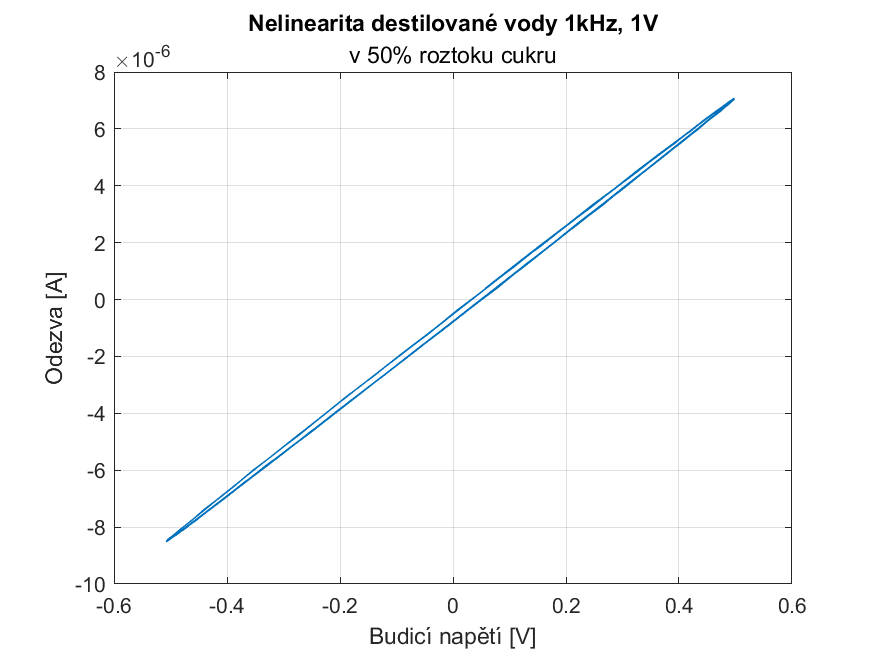 Nelinearita destilované vody 1kHz, 1V
v 50% roztoku cukru
×10-6
8
6
4
2
0
-2
-4
-6
-8
-10
Odezva [A]
-0.6 -0.4 -0.2 0 0.2 0.4 0.6
Budicí napětí [V]